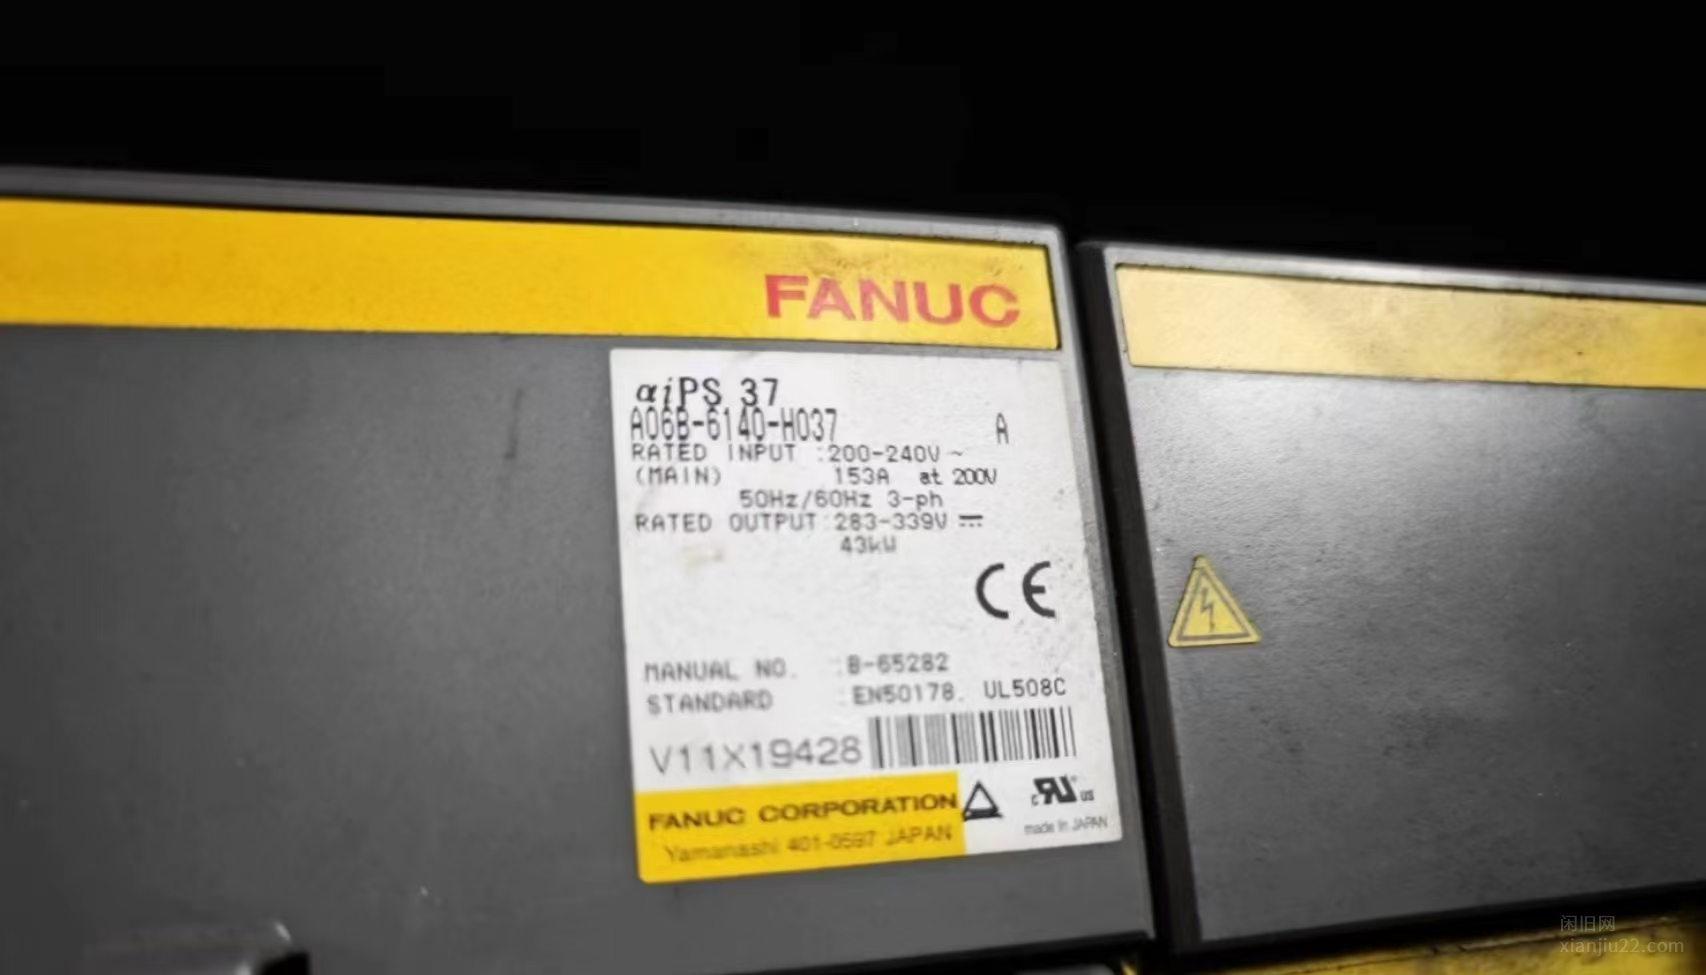 FANUC
αiPS 37
A06B-6140-H037 A
RATED INPUT :200-240V ~
(MAIN) 153A at 200V
50Hz/60Hz 3-ph
RATED OUTPUT:283-339V ⎓
43kW
CE
MANUAL NO. :B-65282
STANDARD :EN50178. UL508C
V11X19428
FANUC CORPORATION
Yamanashi 401-0597 JAPAN
c RU US
made in JAPAN
闲旧网
xianjiu22.com